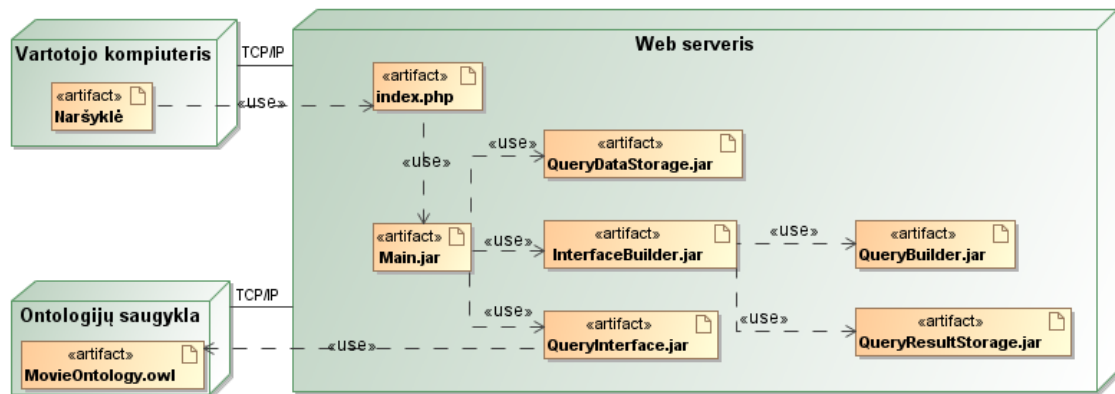 Vartotojo kompiuteris
«artifact»
Naršyklė
TCP/IP
«use»
Web serveris
«artifact»
index.php
«use»
«use»
«artifact»
QueryDataStorage.jar
«artifact»
Main.jar
«use»
«artifact»
InterfaceBuilder.jar
«use»
«artifact»
QueryBuilder.jar
TCP/IP
Ontologijų saugykla
«artifact»
MovieOntology.owl
«use»
«use»
«artifact»
QueryInterface.jar
«use»
«artifact»
QueryResultStorage.jar